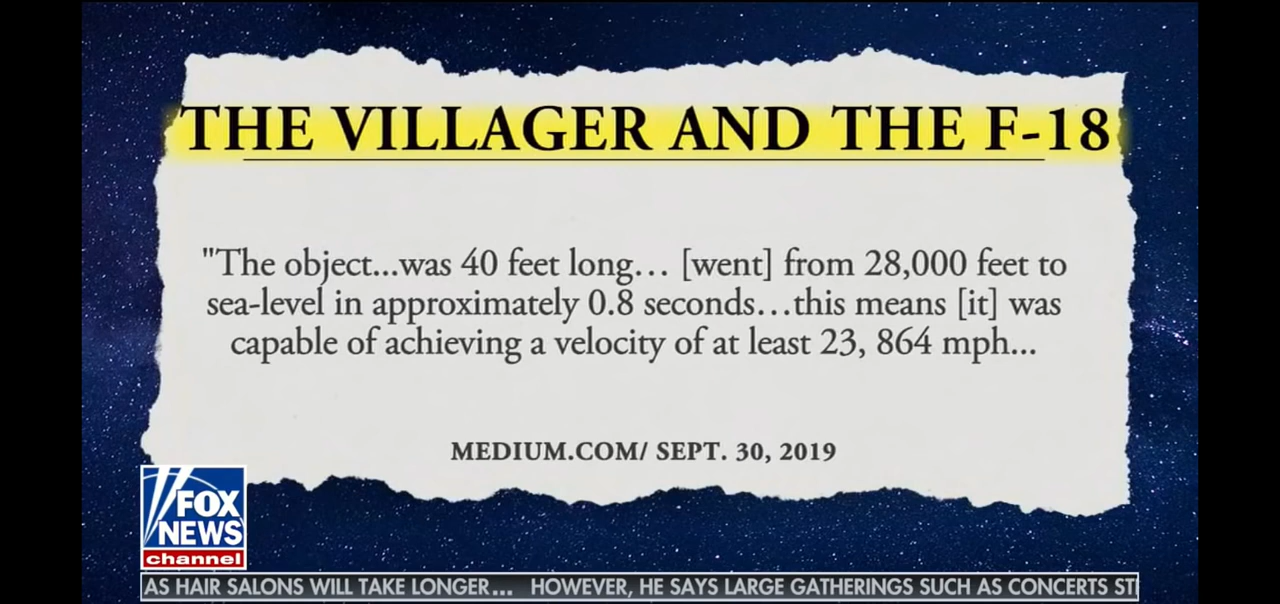 THE VILLAGER AND THE F-18
"The object...was 40 feet long... [went] from 28,000 feet to
sea-level in approximately 0.8 seconds...this means [it] was
capable of achieving a velocity of at least 23, 864 mph...
MEDIUM.COM/ SEPT. 30, 2019
FOX
NEWS
channel
AS HAIR SALONS WILL TAKE LONGER... HOWEVER, HE SAYS LARGE GATHERINGS SUCH AS CONCERTS